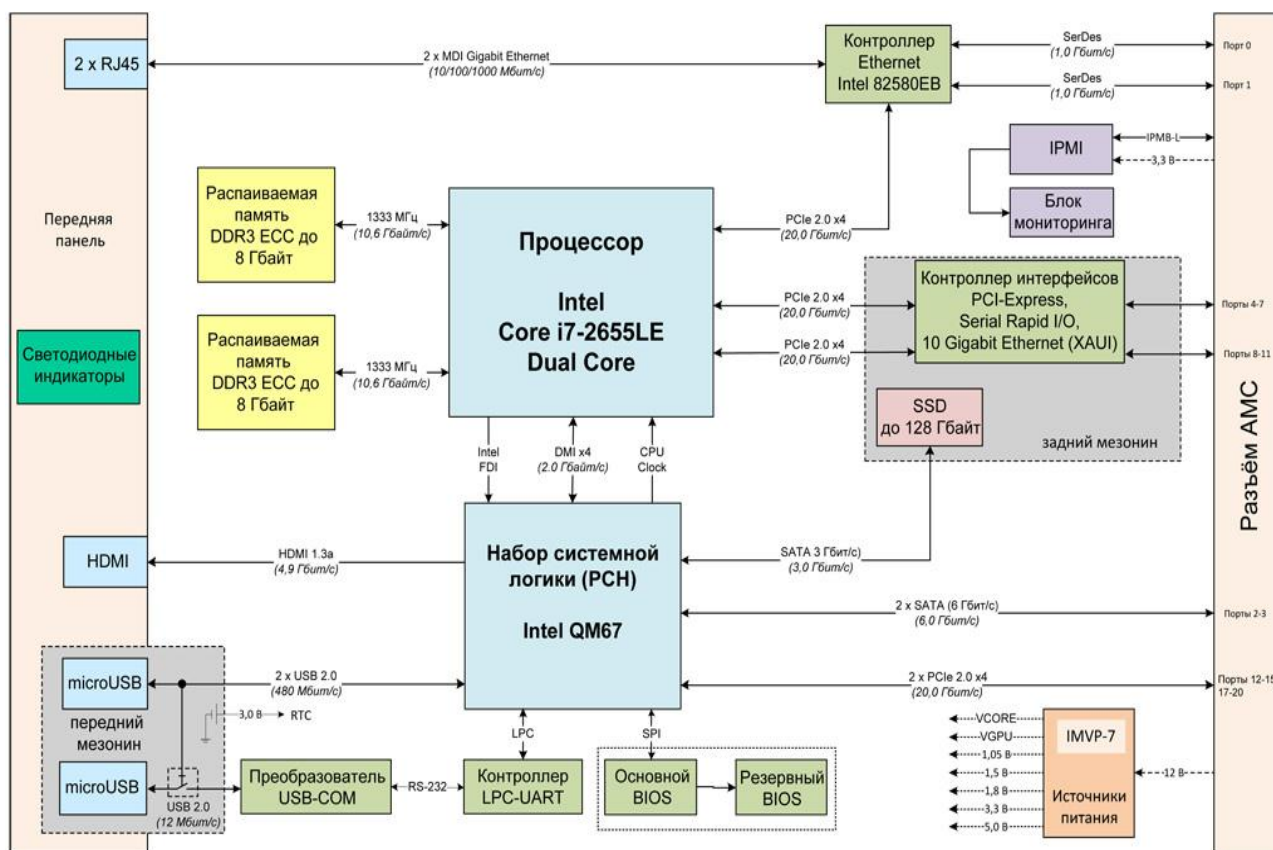 2 x RJ45
2 x MDI Gigabit Ethernet
(10/100/1000 Мбит/с)
Контроллер
Ethernet
Intel 82580EB
SerDes
(1,0 Гбит/с)
Порт 0
SerDes
(1,0 Гбит/с)
Порт 1
IPMI
IPMB-L
3,3 В
Блок
мониторинга
Передняя
панель
Распаиваемая
память
DDR3 ECC до
8 Гбайт
1333 МГц
(10,6 Гбайт/с)
Процессор
Intel
Core i7-2655LE
Dual Core
PCIe 2.0 x4
(20,0 Гбит/с)
PCIe 2.0 x4
(20,0 Гбит/с)
PCIe 2.0 x4
(20,0 Гбит/с)
Контроллер интерфейсов
PCI-Express,
Serial Rapid I/O,
10 Gigabit Ethernet (XAUI)
Порты 4-7
Порты 8-11
Светодиодные
индикаторы
Распаиваемая
память
DDR3 ECC до
8 Гбайт
1333 МГц
(10,6 Гбайт/с)
SSD
до 128 Гбайт
задний мезонин
Разъём АМС
Intel
FDI
DMI x4
(2.0 Гбайт/с)
CPU
Clock
HDMI
HDMI 1.3a
(4,9 Гбит/с)
Набор системной
логики (PCH)
Intel QM67
SATA 3 Гбит/с)
(3,0 Гбит/с)
2 x SATA (6 Гбит/с)
(6,0 Гбит/с)
Порты 2-3
microUSB
2 x USB 2.0
(480 Мбит/с)
2 x PCIe 2.0 x4
(20,0 Гбит/с)
Порты 12-15
17-20
передний
мезонин
3,0 В
RTC
LPC
SPI
microUSB
USB 2.0
(12 Мбит/с)
Преобразователь
USB-COM
RS-232
Контроллер
LPC-UART
Основной
BIOS
Резервный
BIOS
VCORE
VGPU
1,05 В
1,5 В
1,8 В
3,3 В
5,0 В
IMVP-7
Источники
питания
12 В